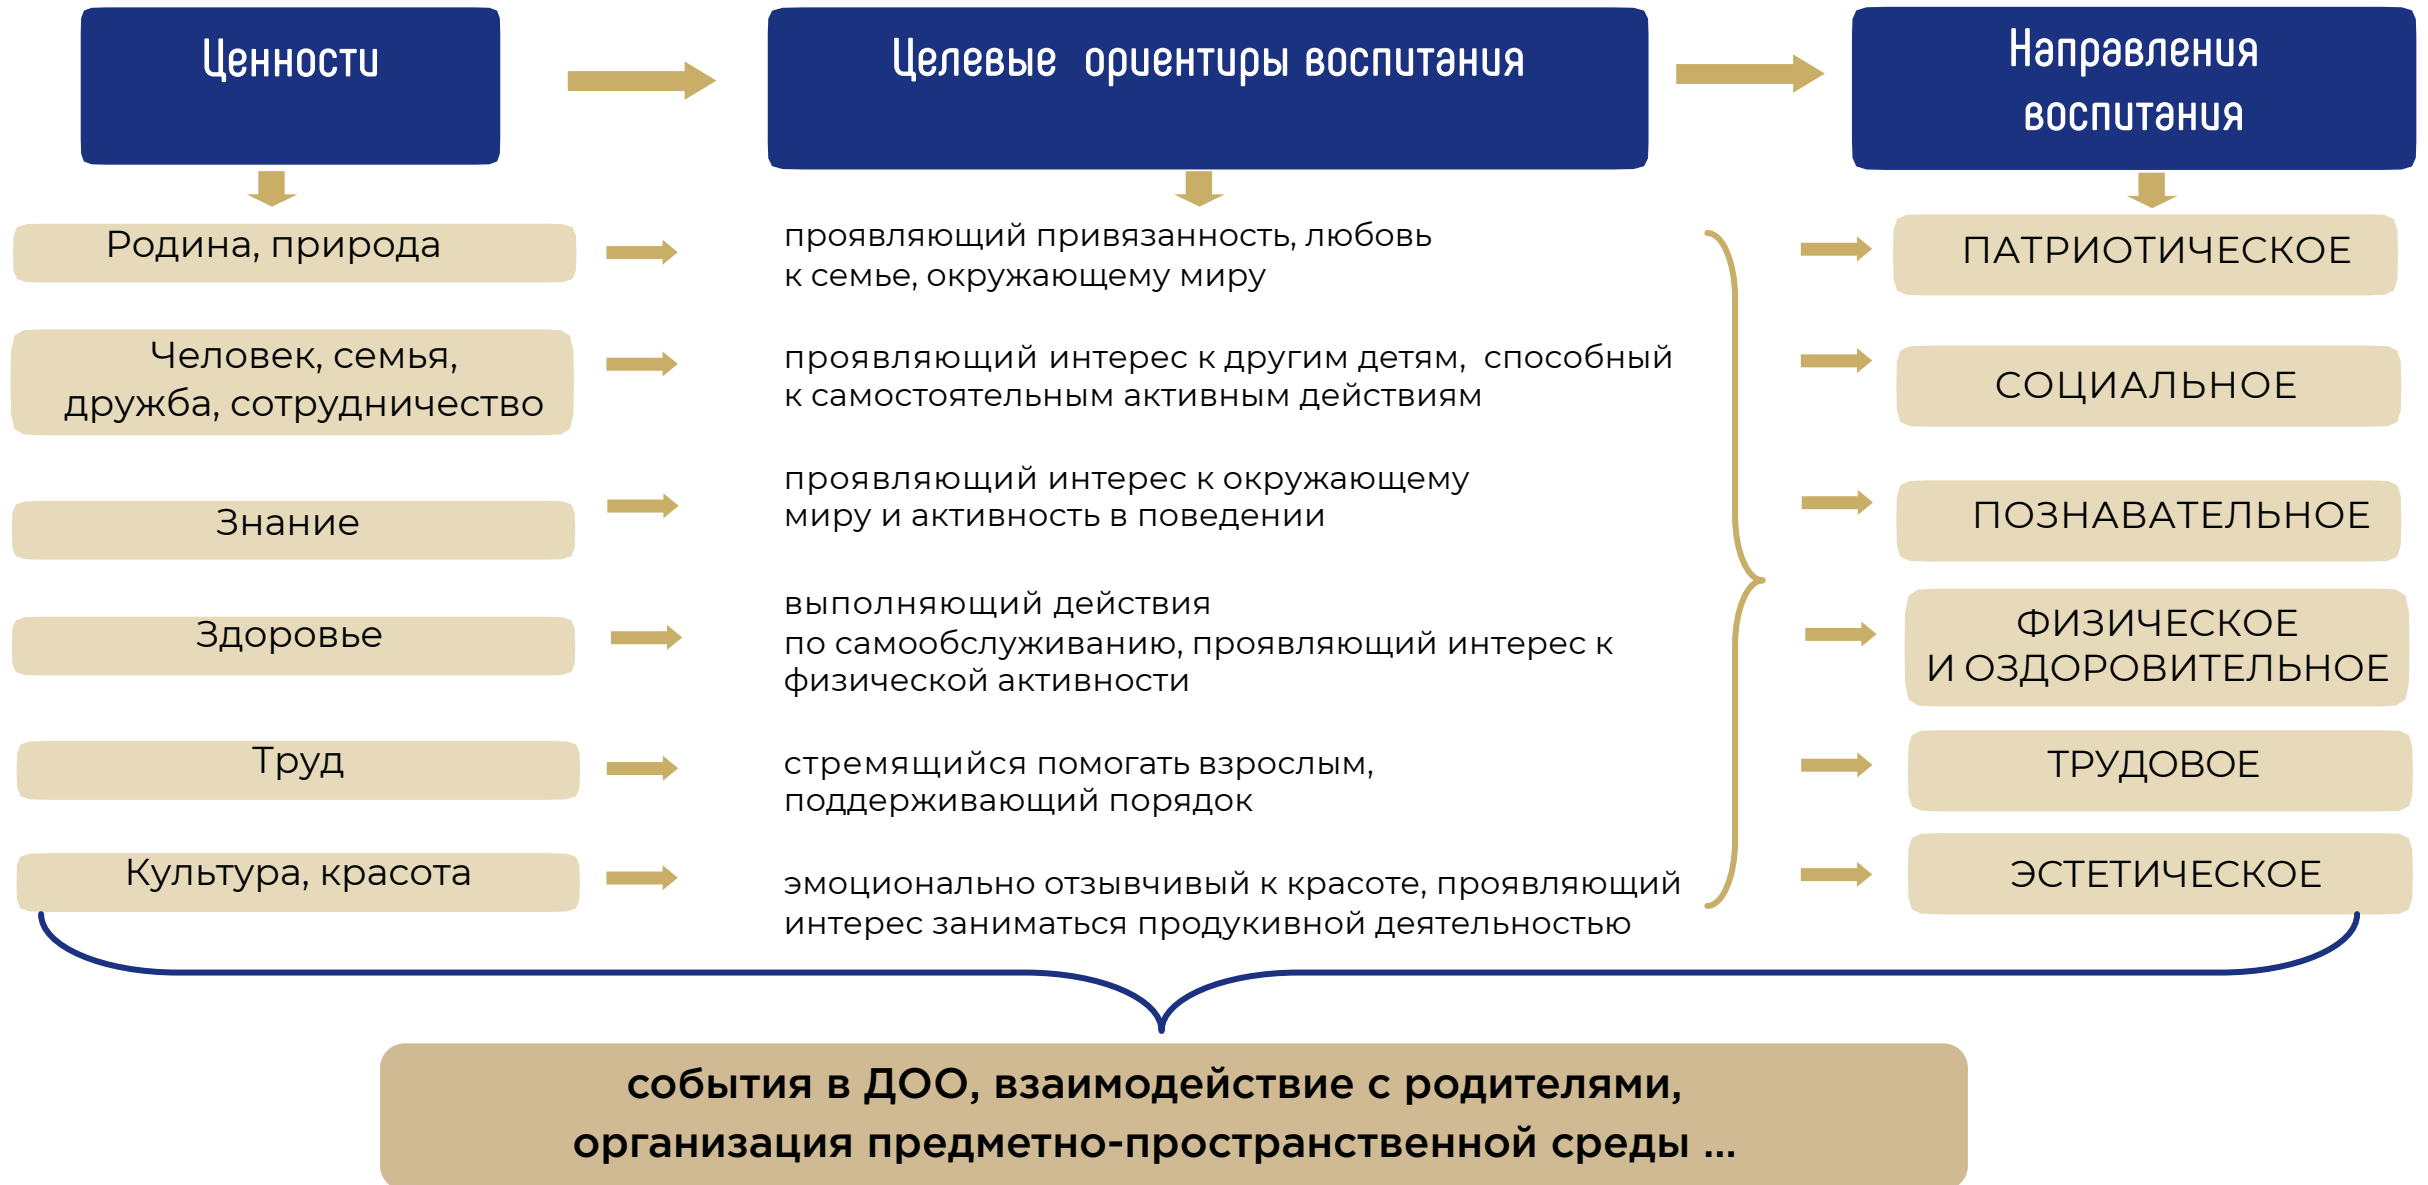 Ценности
Целевые ориентиры воспитания
Направления
воспитания
Родина, природа
проявляющий привязанность, любовь
к семье, окружающему миру
ПАТРИОТИЧЕСКОЕ
Человек, семья,
дружба, сотрудничество
проявляющий интерес к другим детям, способный
к самостоятельным активным действиям
СОЦИАЛЬНОЕ
Знание
проявляющий интерес к окружающему
миру и активность в поведении
ПОЗНАВАТЕЛЬНОЕ
Здоровье
выполняющий действия
по самообслуживанию, проявляющий интерес к
физической активности
ФИЗИЧЕСКОЕ
И ОЗДОРОВИТЕЛЬНОЕ
Труд
стремящийся помогать взрослым,
поддерживающий порядок
ТРУДОВОЕ
Культура, красота
эмоционально отзывчивый к красоте, проявляющий
интерес заниматься продукивной деятельностью
ЭСТЕТИЧЕСКОЕ
события в ДОО, взаимодействие с родителями,
организация предметно-пространственной среды ...